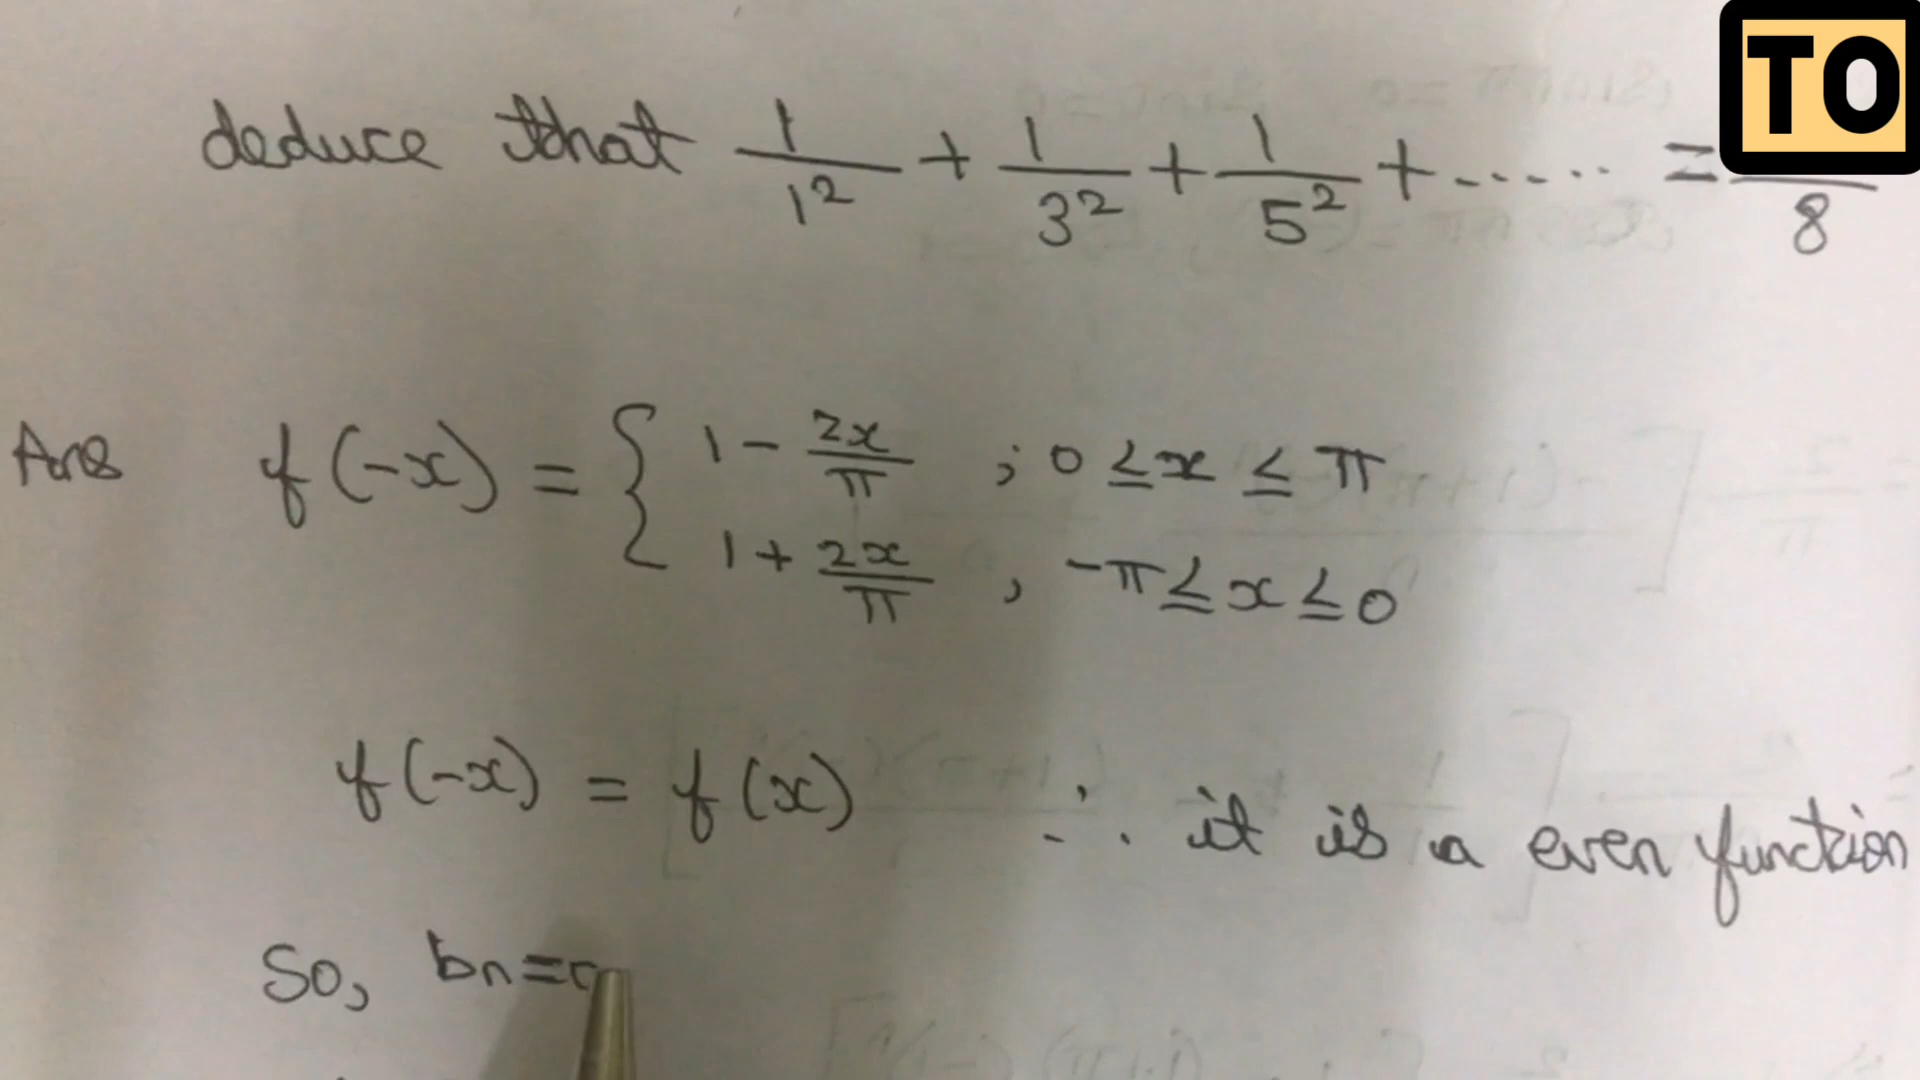 TO
deduce that 1/1² + 1/3² + 1/5² + ...... = /8
Ans f(-x) = { 1 - 2x/π ; 0 ≤ x ≤ π
1 + 2x/π , -π ≤ x ≤ 0
f(-x) = f(x) ∴ it is a even function
So, bn =